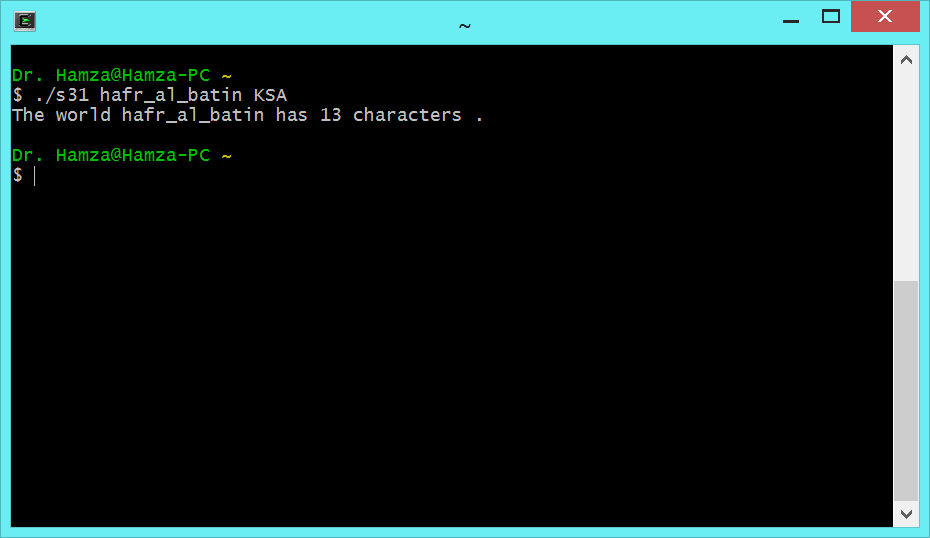 ~
Dr. Hamza@Hamza-PC ~
$ ./s31 hafr_al_batin KSA
The world hafr_al_batin has 13 characters .
Dr. Hamza@Hamza-PC ~
$